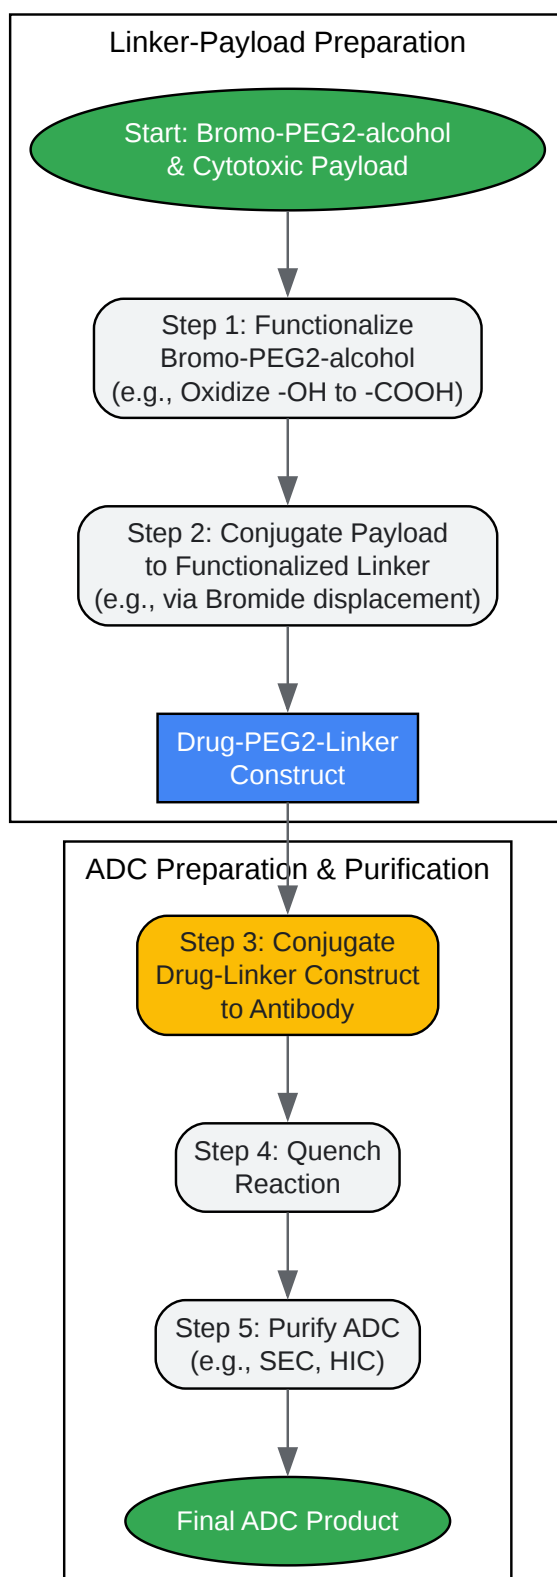 Linker-Payload Preparation
Start: Bromo-PEG2-alcohol
& Cytotoxic Payload
Step 1: Functionalize
Bromo-PEG2-alcohol
(e.g., Oxidize -OH to -COOH)
Step 2: Conjugate Payload
to Functionalized Linker
(e.g., via Bromide displacement)
Drug-PEG2-Linker
Construct
ADC Preparation & Purification
Step 3: Conjugate
Drug-Linker Construct
to Antibody
Step 4: Quench
Reaction
Step 5: Purify ADC
(e.g., SEC, HIC)
Final ADC Product